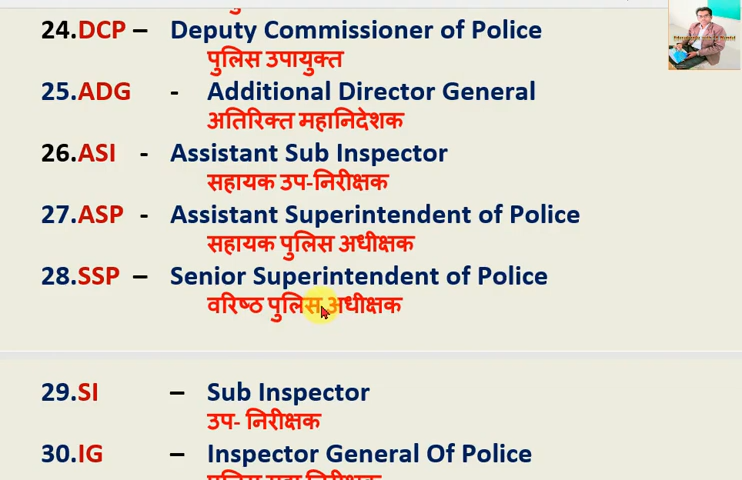 24.DCP – Deputy Commissioner of Police
पुलिस उपायुक्त
25.ADG - Additional Director General
अतिरिक्त महानिदेशक
26.ASI - Assistant Sub Inspector
सहायक उप-निरीक्षक
27.ASP - Assistant Superintendent of Police
सहायक पुलिस अधीक्षक
28.SSP – Senior Superintendent of Police
वरिष्ठ पुलिस अधीक्षक
29.SI – Sub Inspector
उप- निरीक्षक
30.IG – Inspector General Of Police
पुलिस महा निरीक्षक